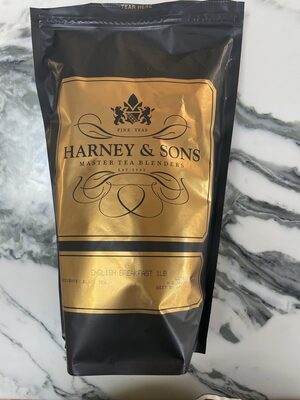 TEAR HERE
FINE TEAS
HARNEY & SONS
MASTER TEA BLENDERS
EST. 1983
ENGLISH BREAKFAST 1LB